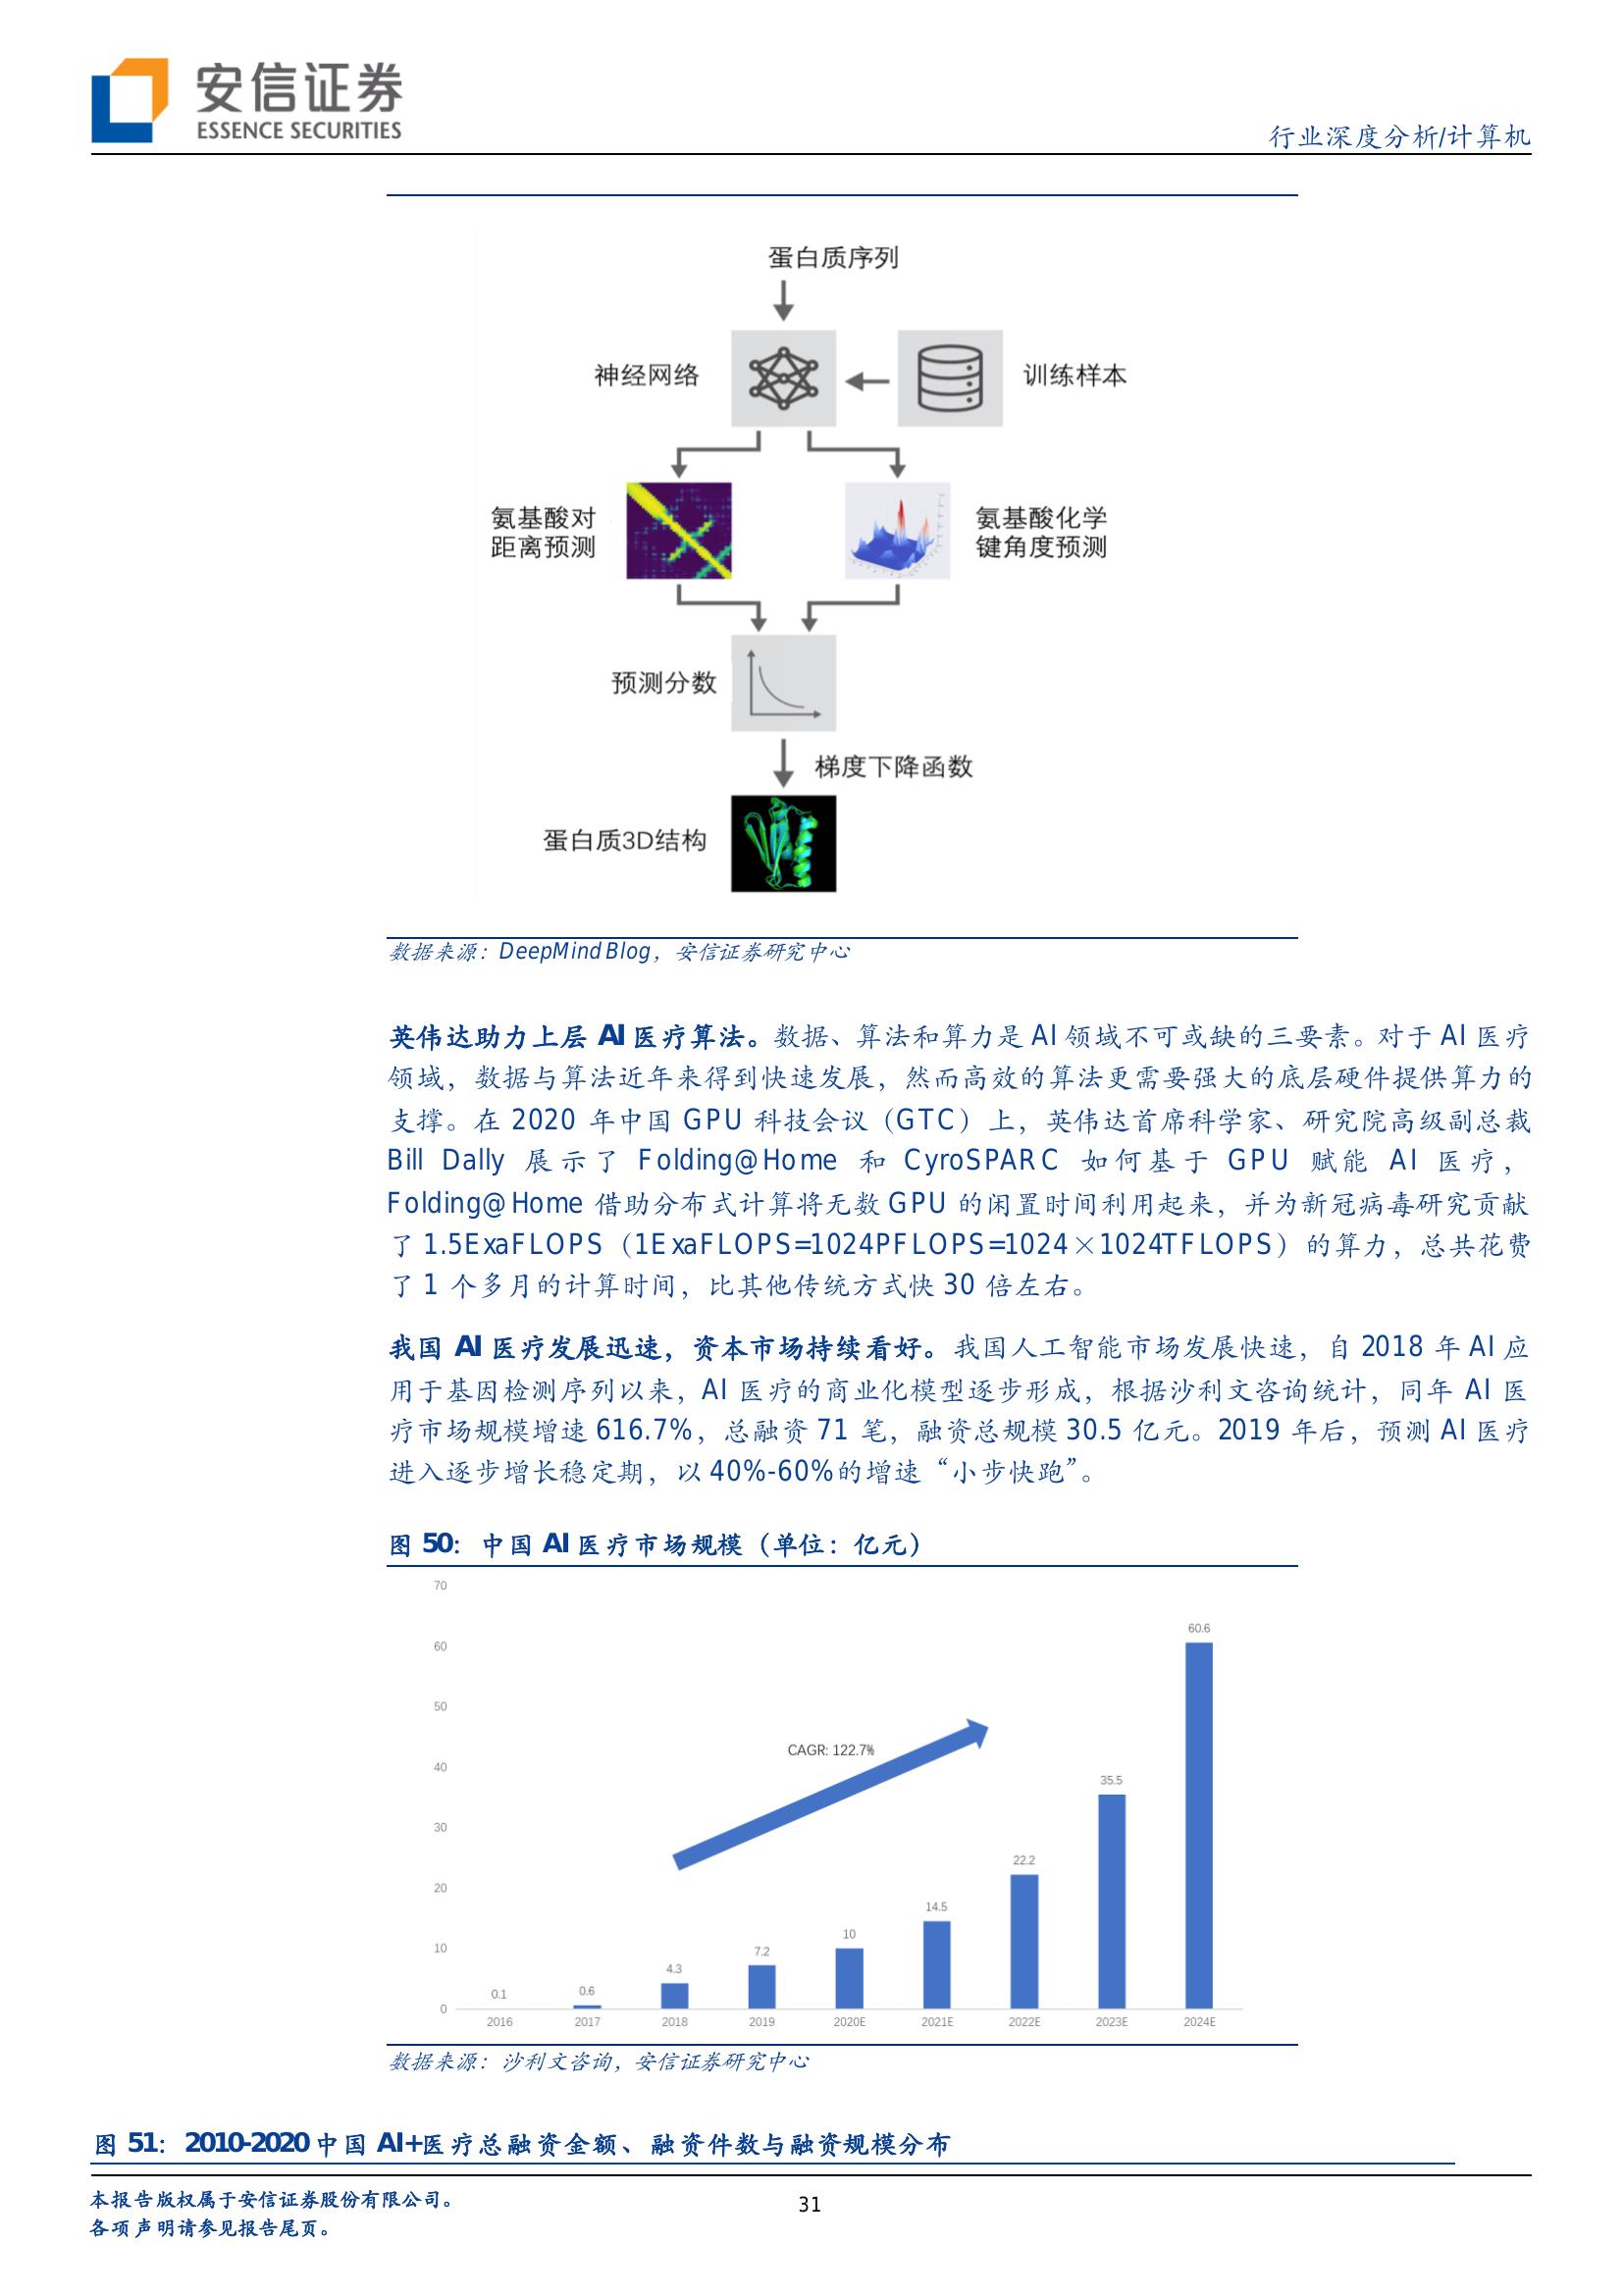 安信证券
ESSENCE SECURITIES
行业深度分析/计算机
蛋白质序列
神经网络
训练样本
氨基酸对
距离预测
氨基酸化学
键角度预测
预测分数
梯度下降函数
蛋白质3D结构
数据来源：DeepMind Blog，安信证券研究中心
英伟达助力上层 AI 医疗算法。数据、算法和算力是 AI 领域不可或缺的三要素。对于 AI 医疗
领域，数据与算法近年来得到快速发展，然而高效的算法更需要强大的底层硬件提供算力的
支撑。在 2020 年中国 GPU 科技会议（GTC）上，英伟达首席科学家、研究院高级副总裁
Bill Dally 展示了 Folding@Home 和 CyroSPARC 如何基于 GPU 赋能 AI 医疗，
Folding@Home 借助分布式计算将无数 GPU 的闲置时间利用起来，并为新冠病毒研究贡献
了 1.5ExaFLOPS（1ExaFLOPS=1024PFLOPS=1024×1024TFLOPS）的算力，总共花费
了 1 个多月的计算时间，比其他传统方式快 30 倍左右。
我国 AI 医疗发展迅速，资本市场持续看好。我国人工智能市场发展快速，自 2018 年 AI 应
用于基因检测序列以来，AI 医疗的商业化模型逐步形成，根据沙利文咨询统计，同年 AI 医
疗市场规模增速 616.7%，总融资 71 笔，融资总规模 30.5 亿元。2019 年后，预测 AI 医疗
进入逐步增长稳定期，以 40%-60%的增速“小步快跑”。
图 50：中国 AI 医疗市场规模（单位：亿元）
70
60
50
40
30
20
10
0
CAGR: 122.7%
0.1
0.6
4.3
7.2
10
14.5
22.2
35.5
60.6
2016
2017
2018
2019
2020E
2021E
2022E
2023E
2024E
数据来源：沙利文咨询，安信证券研究中心
图 51：2010-2020 中国 AI+医疗总融资金额、融资件数与融资规模分布
本报告版权属于安信证券股份有限公司。
各项声明请参见报告尾页。
31